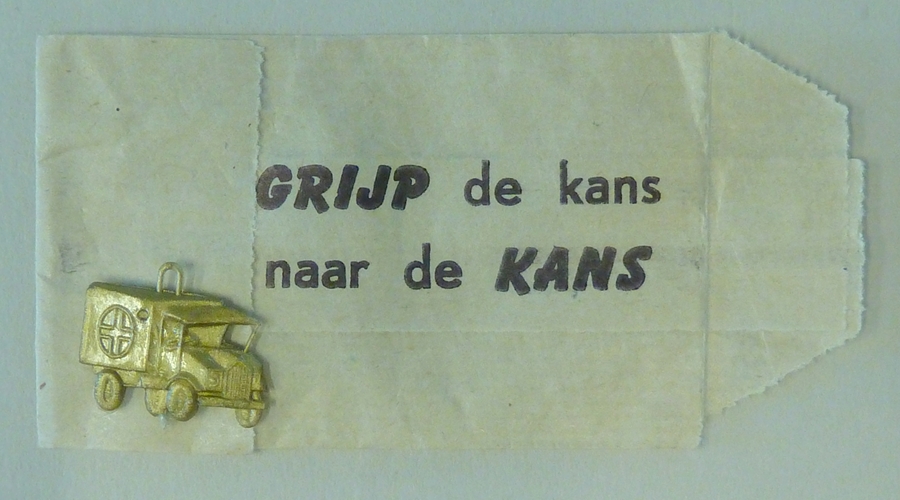 GRIJP de kans
naar de KANS